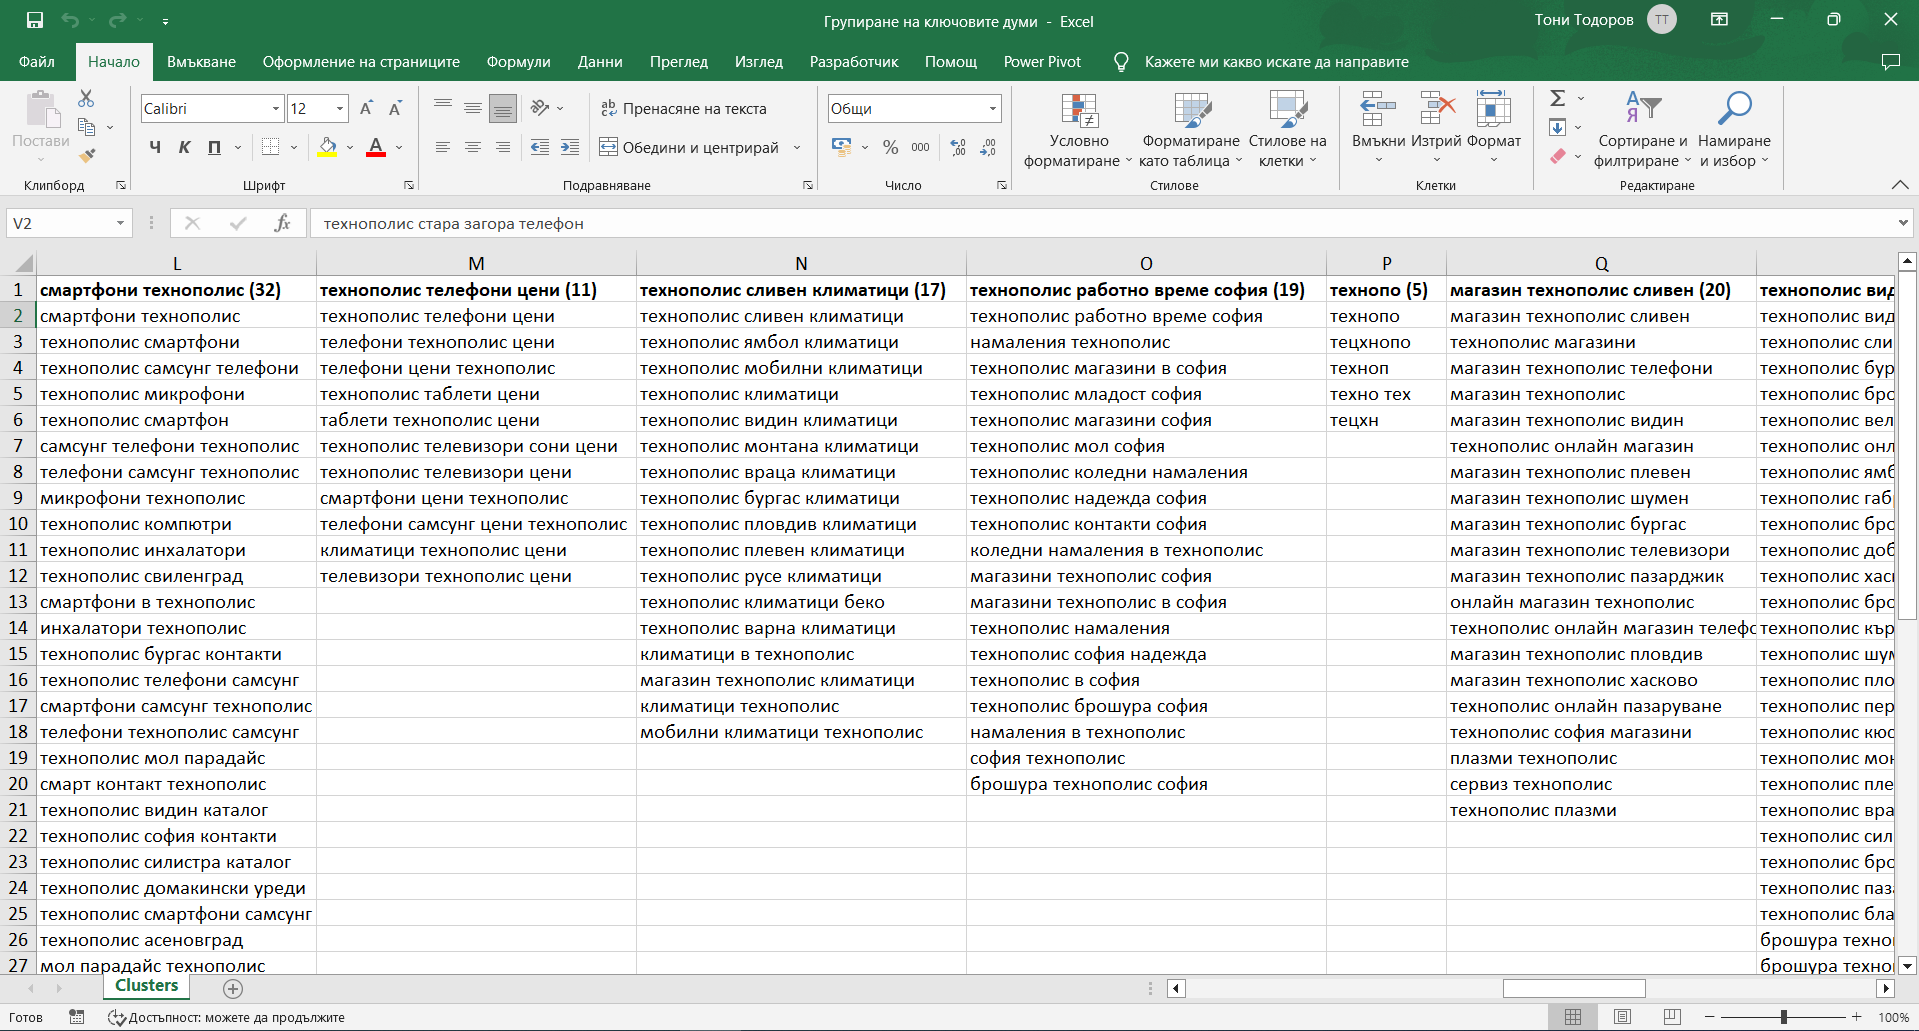 Групиране на ключовите думи - Excel
Тони Тодоров TT
Файл Начало Вмъкване Оформление на страниците Формули Данни Преглед Изглед Разработчик Помощ Power Pivot Кажете ми какво искате да направите
Постави
Клипборд
Calibri 12
Ч К П
Шрифт
Пренасяне на текста
Обедини и центрирай
Подравняване
Общи
% 000
Число
Условно форматиране
Форматиране като таблица
Стилове на клетки
Стилове
Вмъкни Изтрий Формат
Клетки
Сортиране и филтриране
Намиране и избор
Редактиране
V2 fx технополис стара загора телефон
L M N O P Q
1 смартфони технополис (32) технополис телефони цени (11) технополис сливен климатици (17) технополис работно време софия (19) технопо (5) магазин технополис сливен (20) технополис вид
2 смартфони технополис технополис телефони цени технополис сливен климатици технополис работно време софия технопо магазин технополис сливен технополис вид
3 технополис смартфони телефони технополис цени технополис ямбол климатици намаления технополис тецхнопо технополис магазини технополис сли
4 технополис самсунг телефони телефони цени технополис технополис мобилни климатици технополис магазини в софия техноп магазин технополис телефони технополис бур
5 технополис микрофони технополис таблети цени технополис климатици технополис младост софия техно тех магазин технополис технополис бро
6 технополис смартфон таблети технополис цени технополис видин климатици технополис магазини софия тецхн магазин технополис видин технополис вел
7 самсунг телефони технополис технополис телевизори сони цени технополис монтана климатици технополис мол софия технополис онлайн магазин технополис онл
8 телефони самсунг технополис технополис телевизори цени технополис враца климатици технополис коледни намаления магазин технополис плевен технополис ямб
9 микрофони технополис смартфони цени технополис технополис бургас климатици технополис надежда софия магазин технополис шумен технополис габ
10 технополис компютри телефони самсунг цени технополис технополис пловдив климатици технополис контакти софия магазин технополис бургас технополис бро
11 технополис инхалатори климатици технополис цени технополис плевен климатици коледни намаления в технополис магазин технополис телевизори технополис доб
12 технополис свиленград телевизори технополис цени технополис русе климатици магазини технополис софия магазин технополис пазарджик технополис хас
13 смартфони в технополис технополис климатици беко магазини технополис в софия онлайн магазин технополис технополис бро
14 инхалатори технополис технополис варна климатици технополис намаления технополис онлайн магазин телефо технополис кър
15 технополис бургас контакти климатици в технополис технополис софия надежда магазин технополис пловдив технополис шум
16 технополис телефони самсунг магазин технополис климатици технополис в софия магазин технополис хасково технополис пло
17 смартфони самсунг технополис климатици технополис технополис брошура софия технополис онлайн пазаруване технополис пер
18 телефони технополис самсунг мобилни климатици технополис намаления в технополис технополис софия магазини технополис кюс
19 технополис мол парадайс софия технополис плазми технополис технополис мон
20 смарт контакт технополис брошура технополис софия сервиз технополис технополис пле
21 технополис видин каталог технополис плазми технополис вра
22 технополис софия контакти технополис сил
23 технополис силистра каталог технополис бро
24 технополис домакински уреди технополис паз
25 технополис смартфони самсунг технополис бла
26 технополис асеновград брошура техно
27 мол парадайс технополис брошура техно
Clusters
Готов Достъпност: можете да продължите 100%